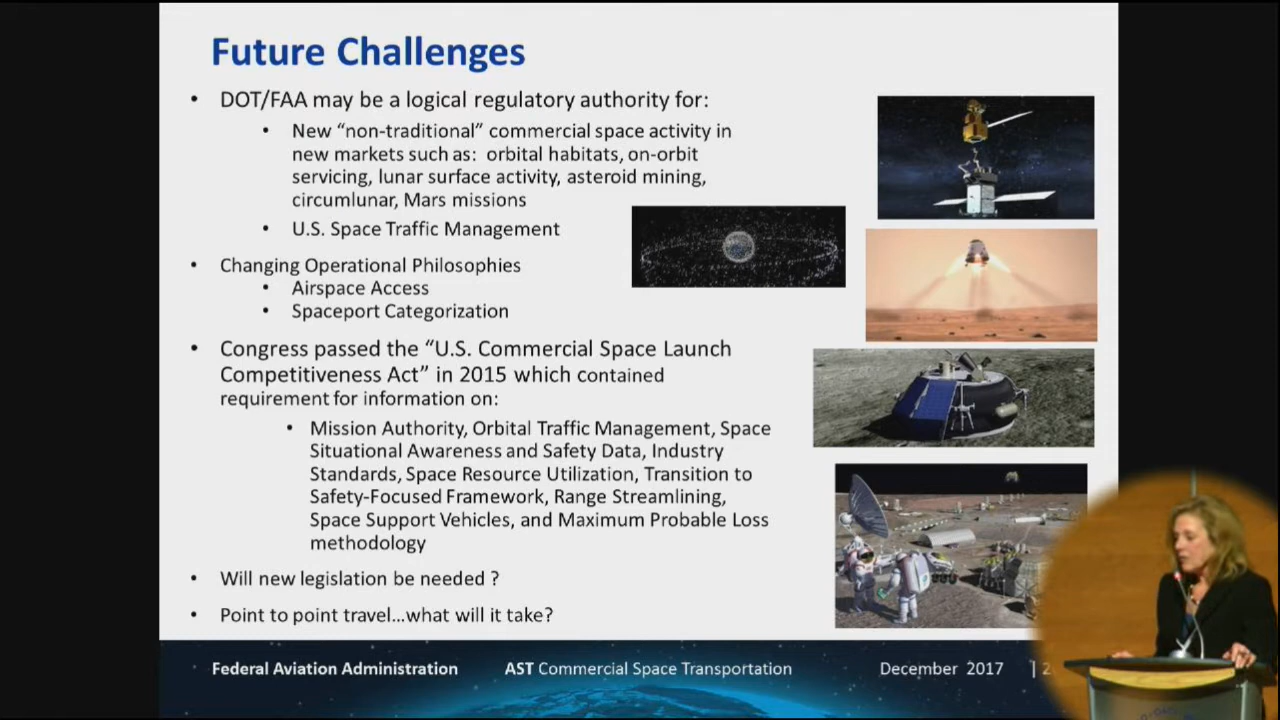 Future Challenges
• DOT/FAA may be a logical regulatory authority for:
• New “non-traditional” commercial space activity in
new markets such as: orbital habitats, on-orbit
servicing, lunar surface activity, asteroid mining,
circumlunar, Mars missions
• U.S. Space Traffic Management
• Changing Operational Philosophies
• Airspace Access
• Spaceport Categorization
• Congress passed the “U.S. Commercial Space Launch
Competitiveness Act” in 2015 which contained
requirement for information on:
• Mission Authority, Orbital Traffic Management, Space
Situational Awareness and Safety Data, Industry
Standards, Space Resource Utilization, Transition to
Safety-Focused Framework, Range Streamlining,
Space Support Vehicles, and Maximum Probable Loss
methodology
• Will new legislation be needed ?
• Point to point travel…what will it take?
Federal Aviation Administration AST Commercial Space Transportation December 2017 |